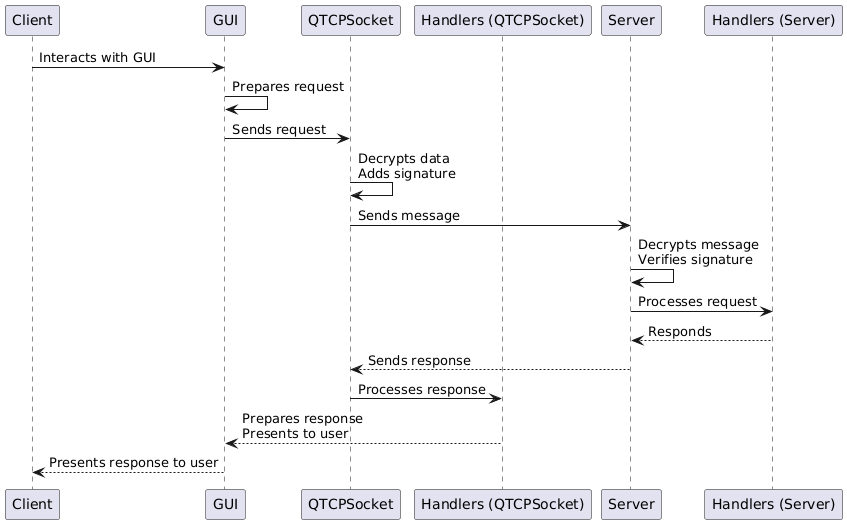 Client
GUI
QTCPSocket
Handlers (QTCPSocket)
Server
Handlers (Server)
Interacts with GUI
Prepares request
Sends request
Decrypts data
Adds signature
Sends message
Decrypts message
Verifies signature
Processes request
Responds
Sends response
Processes response
Prepares response
Presents to user
Presents response to user
Client
GUI
QTCPSocket
Handlers (QTCPSocket)
Server
Handlers (Server)